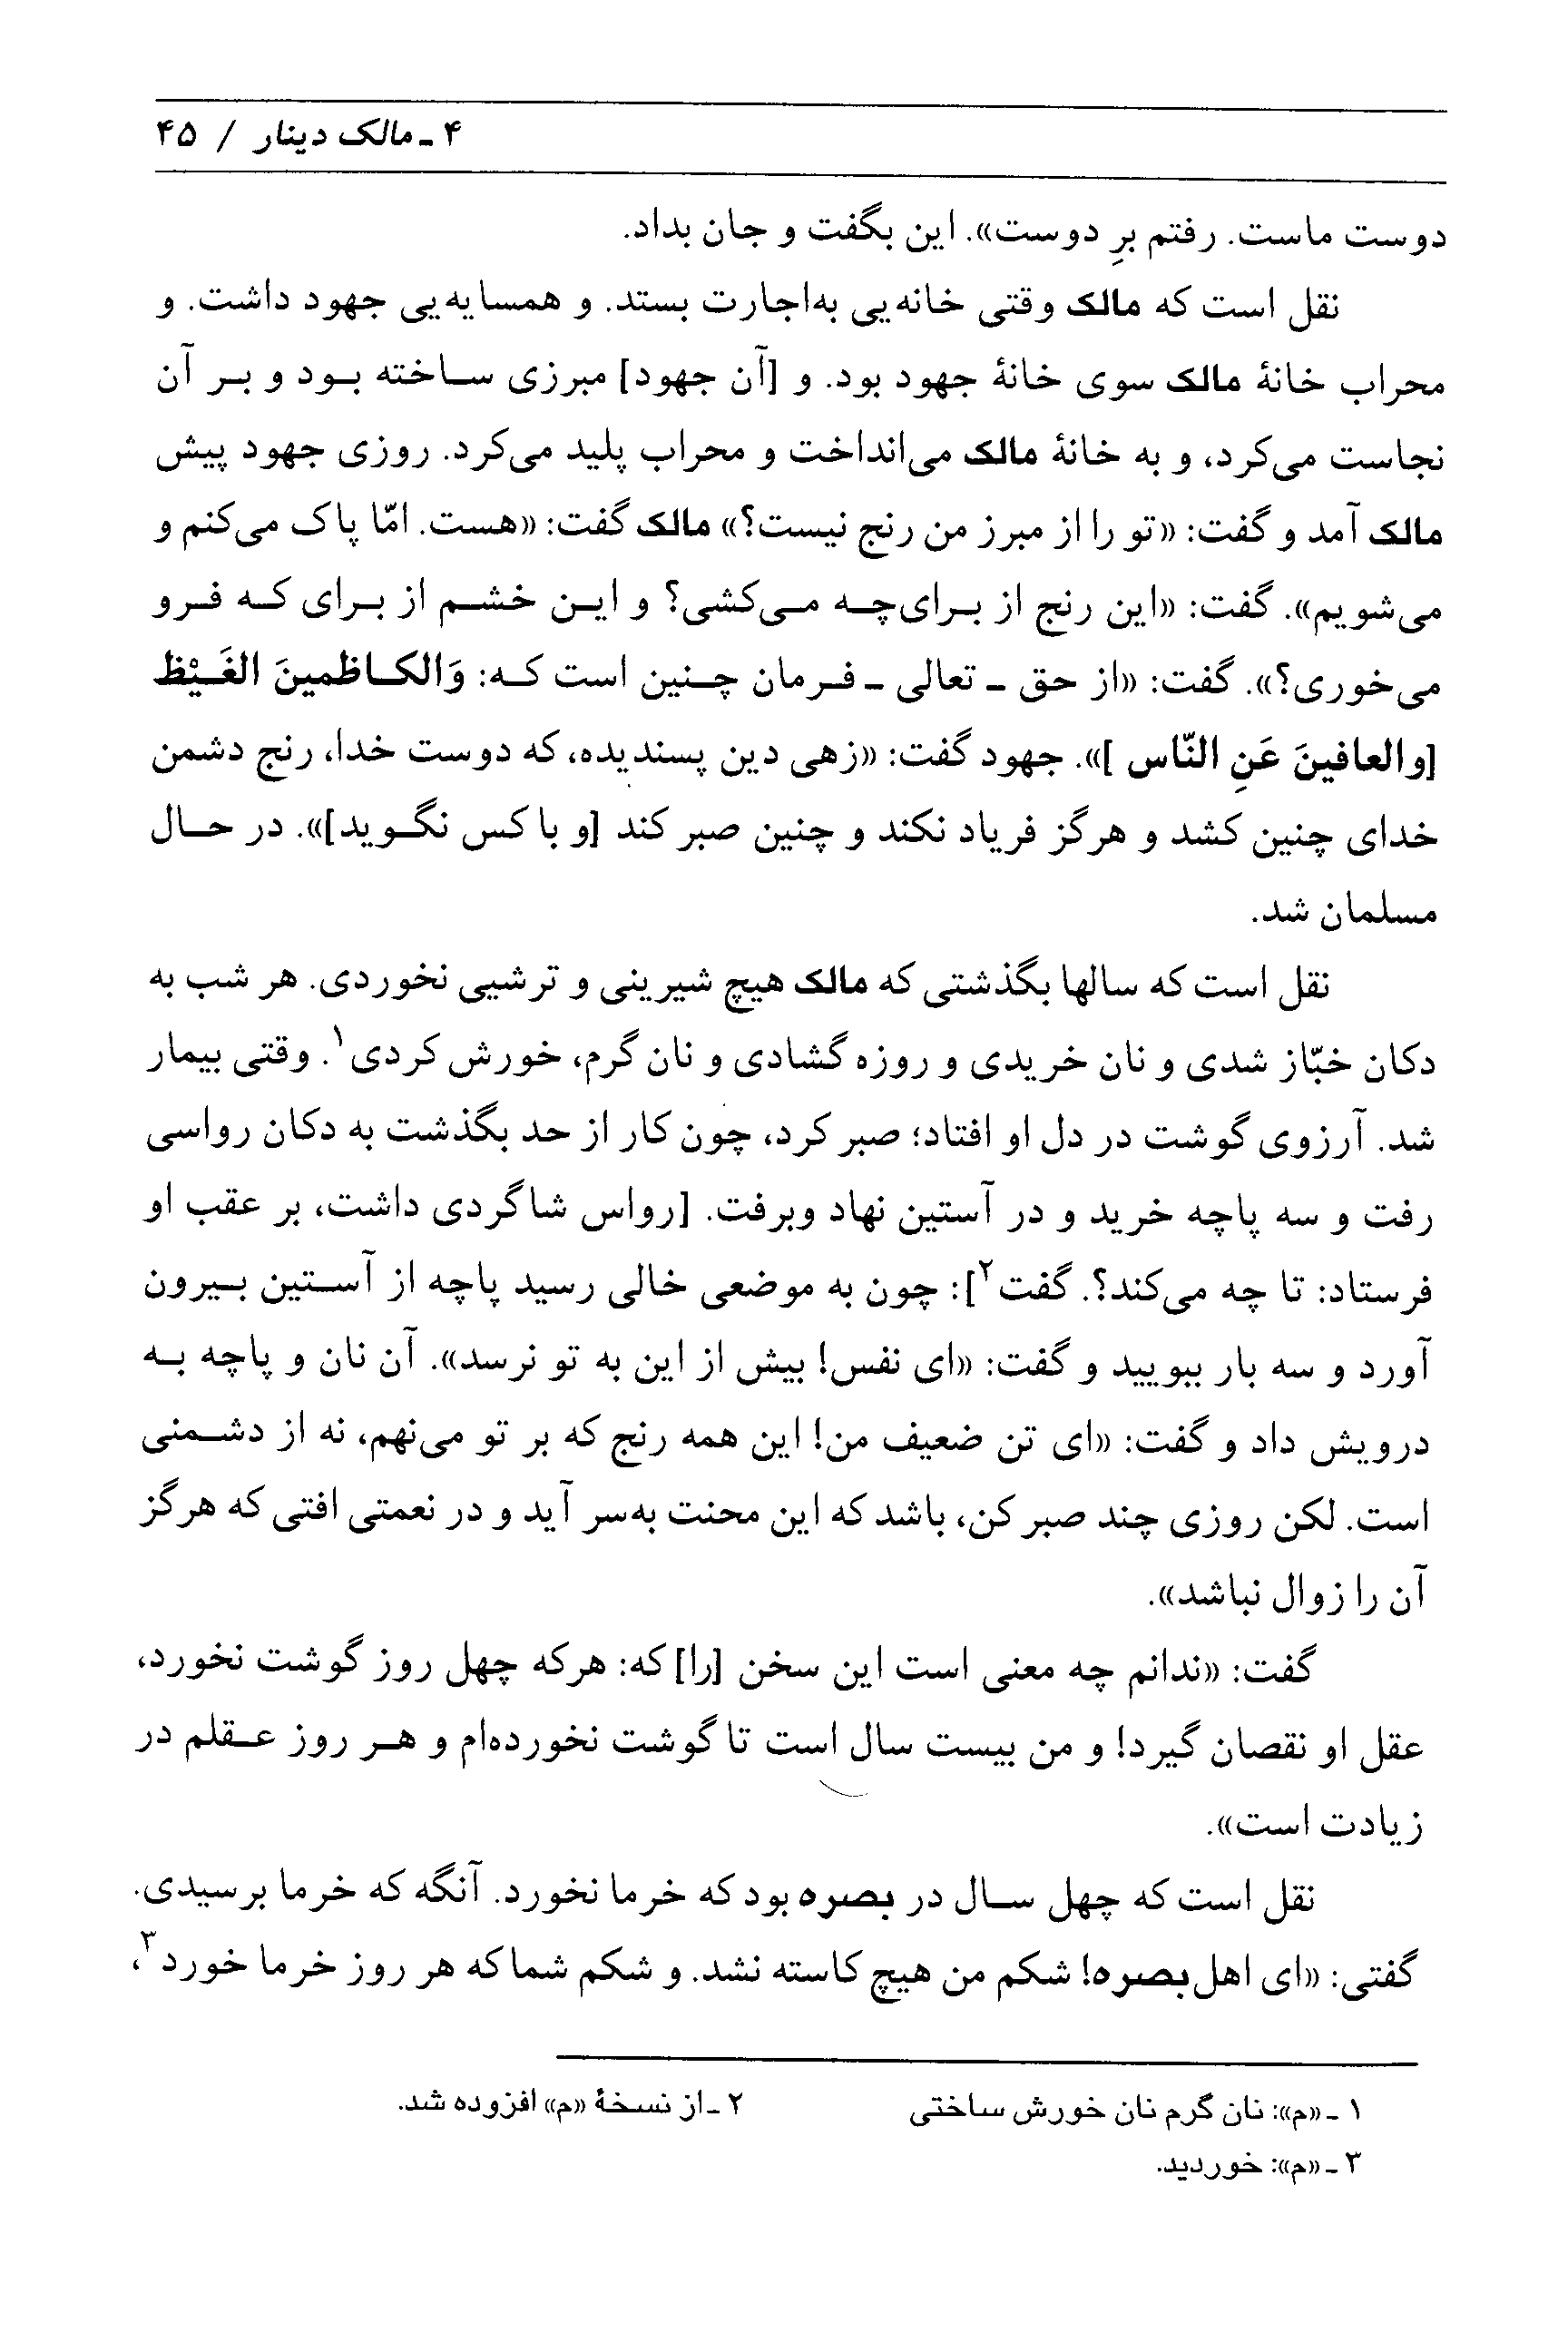 ۴ ـ مالک دینار / ۴۵
دوست ماست. رفتم برِ دوست». این بگفت و جان بداد.
نقل است که مالک وقتی خانه‌یی به‌اجارت بستد. و همسایه‌یی جهود داشت. و
محراب خانهٔ مالک سوی خانهٔ جهود بود. و [آن جهود] مبرزی ساخته بود و بر آن
نجاست می‌کرد، و به خانهٔ مالک می‌انداخت و محراب پلید می‌کرد. روزی جهود پیش
مالک آمد و گفت: «تو را از مبرز من رنج نیست؟» مالک گفت: «هست. امّا پاک می‌کنم و
می‌شویم». گفت: «این رنج از برای‌چه می‌کشی؟ و این خشم از برای که فرو
می‌خوری؟». گفت: «از حق ـ تعالی ـ فرمان چنین است که: وَالکاظمینَ الغَیْظ
[والعافینَ عَنِ النّاس ]». جهود گفت: «زهی دین پسندیده، که دوست خدا، رنج دشمن
خدای چنین کشد و هرگز فریاد نکند و چنین صبر کند [و با کس نگوید]». در حال
مسلمان شد.
نقل است که سالها بگذشتی که مالک هیچ شیرینی و ترشیی نخوردی. هر شب به
دکان خبّاز شدی و نان خریدی و روزه گشادی و نان گرم، خورش کردی۱. وقتی بیمار
شد. آرزوی گوشت در دل او افتاد؛ صبر کرد، چون کار از حد بگذشت به دکان رواسی
رفت و سه پاچه خرید و در آستین نهاد وبرفت. [رواس شاگردی داشت، بر عقب او
فرستاد: تا چه می‌کند؟. گفت۲]: چون به موضعی خالی رسید پاچه از آستین بیرون
آورد و سه بار ببویید و گفت: «ای نفس! بیش از این به تو نرسد». آن نان و پاچه به
درویش داد و گفت: «ای تن ضعیف من! این همه رنج که بر تو می‌نهم، نه از دشمنی
است. لکن روزی چند صبر کن، باشد که این محنت به‌سر آید و در نعمتی افتی که هرگز
آن را زوال نباشد».
گفت: «ندانم چه معنی است این سخن [را] که: هرکه چهل روز گوشت نخورد،
عقل او نقصان گیرد! و من بیست سال است تا گوشت نخورده‌ام و هر روز عقلم در
زیادت است».
نقل است که چهل سال در بصره بود که خرما نخورد. آنگه که خرما برسیدی.
گفتی: «ای اهل بصره! شکم من هیچ کاسته نشد. و شکم شما که هر روز خرما خورد۳،
۱ ـ «م»: نان گرم نان خورش ساختی ۲ ـ از نسخهٔ «م» افزوده شد.
۳ ـ «م»: خوردید.